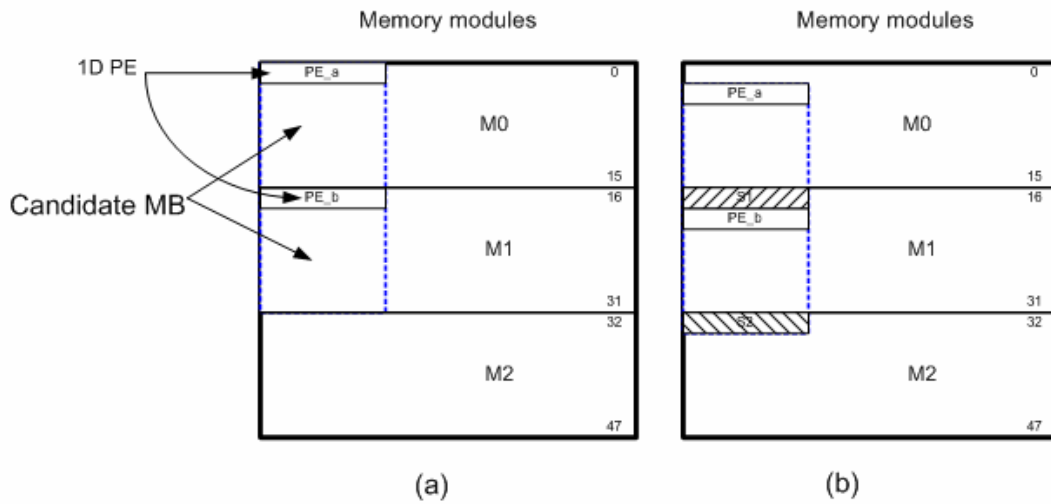 Memory modules
1D PE
Candidate MB
PE_a
0
M0
15
PE_b
16
M1
31
32
M2
47
(a)
Memory modules
0
PE_a
M0
15
S1
16
PE_b
M1
31
S2
32
M2
47
(b)